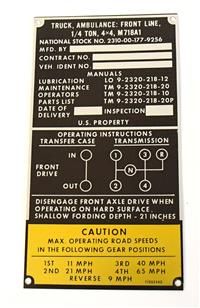 TRUCK, AMBULANCE: FRONT LINE,
1/4 TON, 4×4, M718A1
NATIONAL STOCK NO. 2310-00-177-9256
MFD. BY
CONTRACT NO.
VEH IDENT NO
MANUALS
LUBRICATION LO 9-2320-218-12
MAINTENANCE TM 9-2320-218-20
OPERATORS TM 9-2320-218-10
PARTS LIST TM 9-2320-218-20P
DATE OF DELIVERY INSPECTION
U.S. PROPERTY
OPERATING INSTRUCTIONS
TRANSFER CASE TRANSMISSION
IN 1 3 R
FRONT DRIVE N
OUT 2 4
DISENGAGE FRONT AXLE DRIVE WHEN
OPERATING ON HARD SURFACE.
SHALLOW FORDING DEPTH - 21 INCHES
CAUTION
MAX. OPERATING ROAD SPEEDS
IN THE FOLLOWING GEAR POSITIONS
1ST 11 MPH 3RD 40 MPH
2ND 21 MPH 4TH 65 MPH
REVERSE 9 MPH